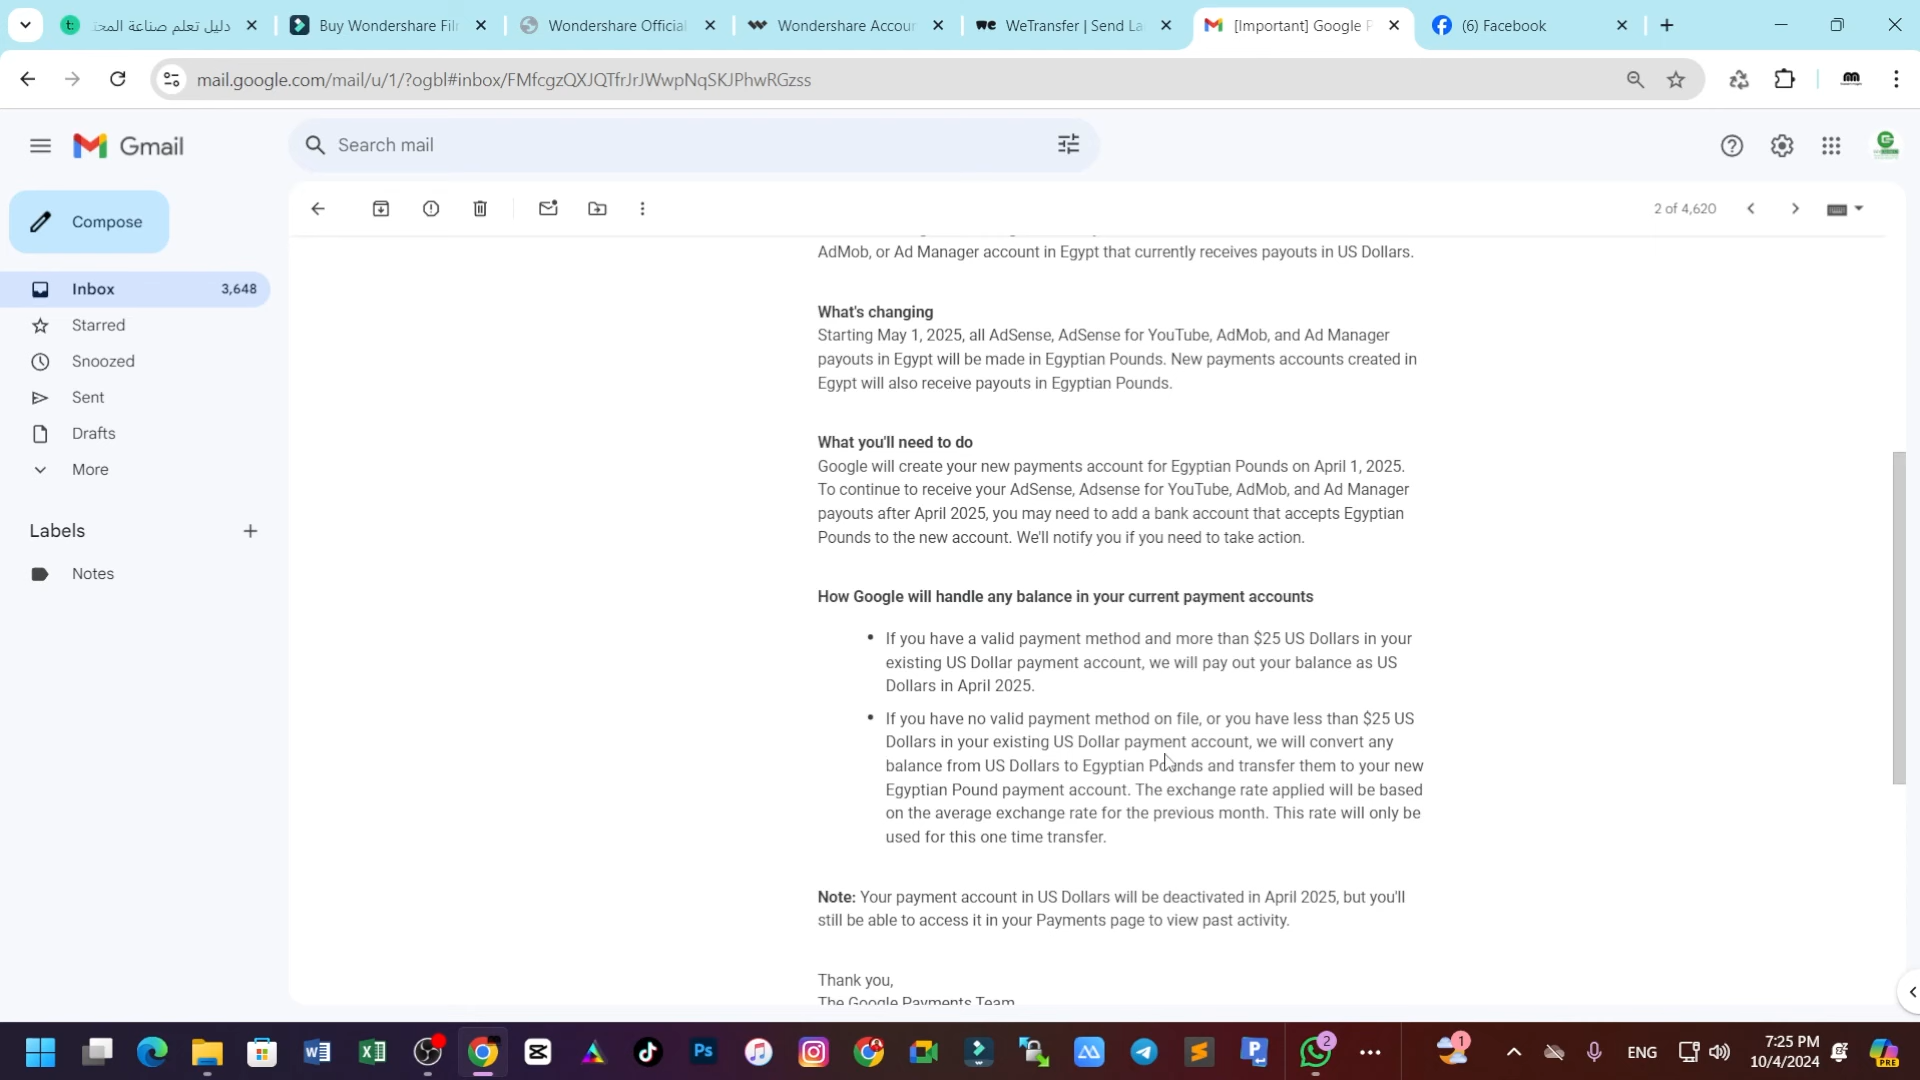 دليل تعلم صناعة المحت
Buy Wondershare Fil
Wondershare Official
Wondershare Accour
WeTransfer | Send La
[Important] Google P
(6) Facebook
mail.google.com/mail/u/1/?ogbl#inbox/FMfcgzQXJQTfrJrJWwpNqSKJPhwRGzss
Gmail
Search mail
Compose
2 of 4,620
Inbox 3,648
Starred
Snoozed
Sent
Drafts
More
Labels
Notes
AdMob, or Ad Manager account in Egypt that currently receives payouts in US Dollars.
What's changing
Starting May 1, 2025, all AdSense, AdSense for YouTube, AdMob, and Ad Manager
payouts in Egypt will be made in Egyptian Pounds. New payments accounts created in
Egypt will also receive payouts in Egyptian Pounds.
What you'll need to do
Google will create your new payments account for Egyptian Pounds on April 1, 2025.
To continue to receive your AdSense, Adsense for YouTube, AdMob, and Ad Manager
payouts after April 2025, you may need to add a bank account that accepts Egyptian
Pounds to the new account. We'll notify you if you need to take action.
How Google will handle any balance in your current payment accounts
• If you have a valid payment method and more than $25 US Dollars in your
existing US Dollar payment account, we will pay out your balance as US
Dollars in April 2025.
• If you have no valid payment method on file, or you have less than $25 US
Dollars in your existing US Dollar payment account, we will convert any
balance from US Dollars to Egyptian Pounds and transfer them to your new
Egyptian Pound payment account. The exchange rate applied will be based
on the average exchange rate for the previous month. This rate will only be
used for this one time transfer.
Note: Your payment account in US Dollars will be deactivated in April 2025, but you'll
still be able to access it in your Payments page to view past activity.
Thank you,
The Google Payments Team
Ps
2
1
ENG
7:25 PM
10/4/2024
PRE